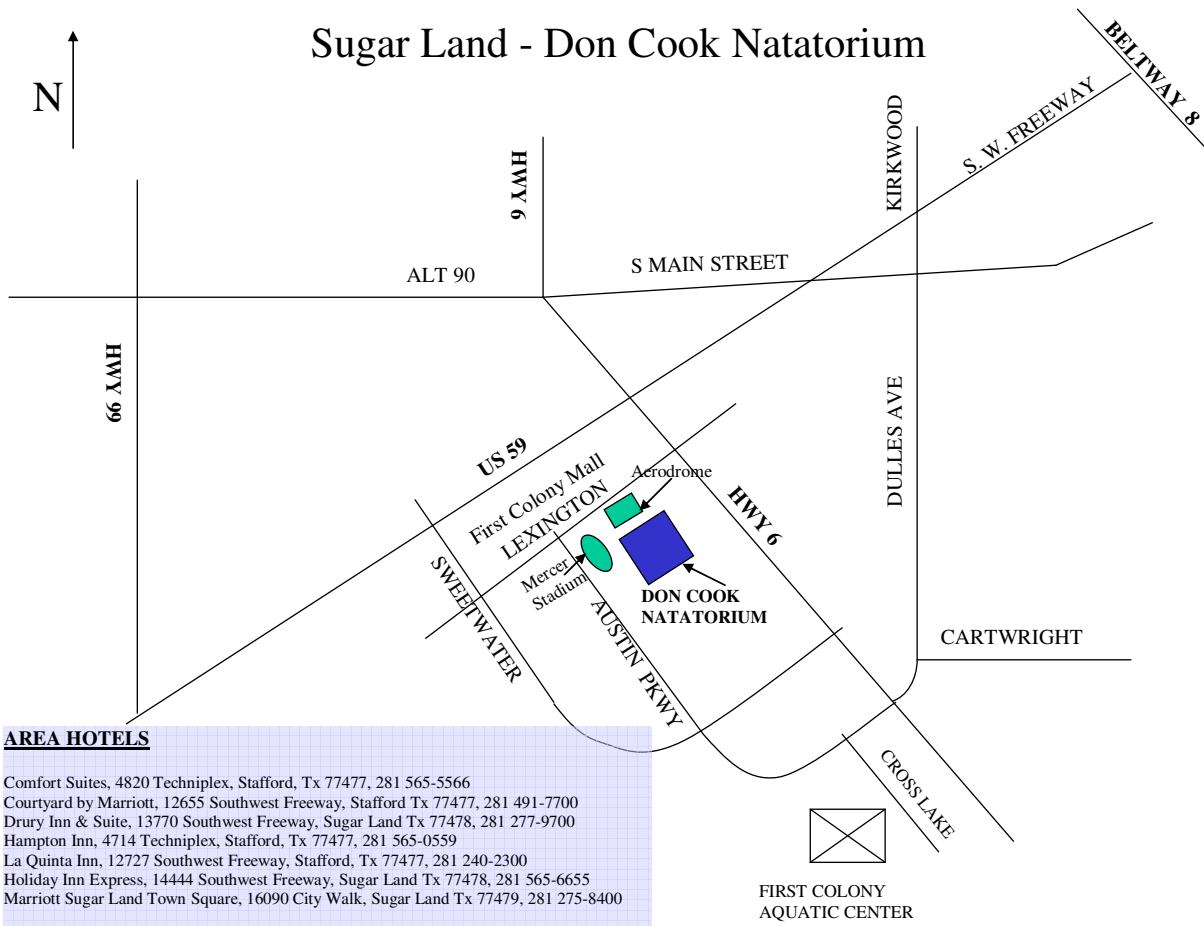 Sugar Land - Don Cook Natatorium
N
BELTWAY 8
S. W. FREEWAY
KIRKWOOD
HWY 6
S MAIN STREET
ALT 90
HWY 99
DULLES AVE
US 59
First Colony Mall
LEXINGTON
Aerodrome
HWY 6
Mercer
Stadium
SWEETWATER
DON COOK
NATATORIUM
AUSTIN PKWY
CARTWRIGHT
CROSS LAKE
FIRST COLONY
AQUATIC CENTER
AREA HOTELS
Comfort Suites, 4820 Techniplex, Stafford, Tx 77477, 281 565-5566
Courtyard by Marriott, 12655 Southwest Freeway, Stafford Tx 77477, 281 491-7700
Drury Inn & Suite, 13770 Southwest Freeway, Sugar Land Tx 77478, 281 277-9700
Hampton Inn, 4714 Techniplex, Stafford, Tx 77477, 281 565-0559
La Quinta Inn, 12727 Southwest Freeway, Stafford, Tx 77477, 281 240-2300
Holiday Inn Express, 14444 Southwest Freeway, Sugar Land Tx 77478, 281 565-6655
Marriott Sugar Land Town Square, 16090 City Walk, Sugar Land Tx 77479, 281 275-8400